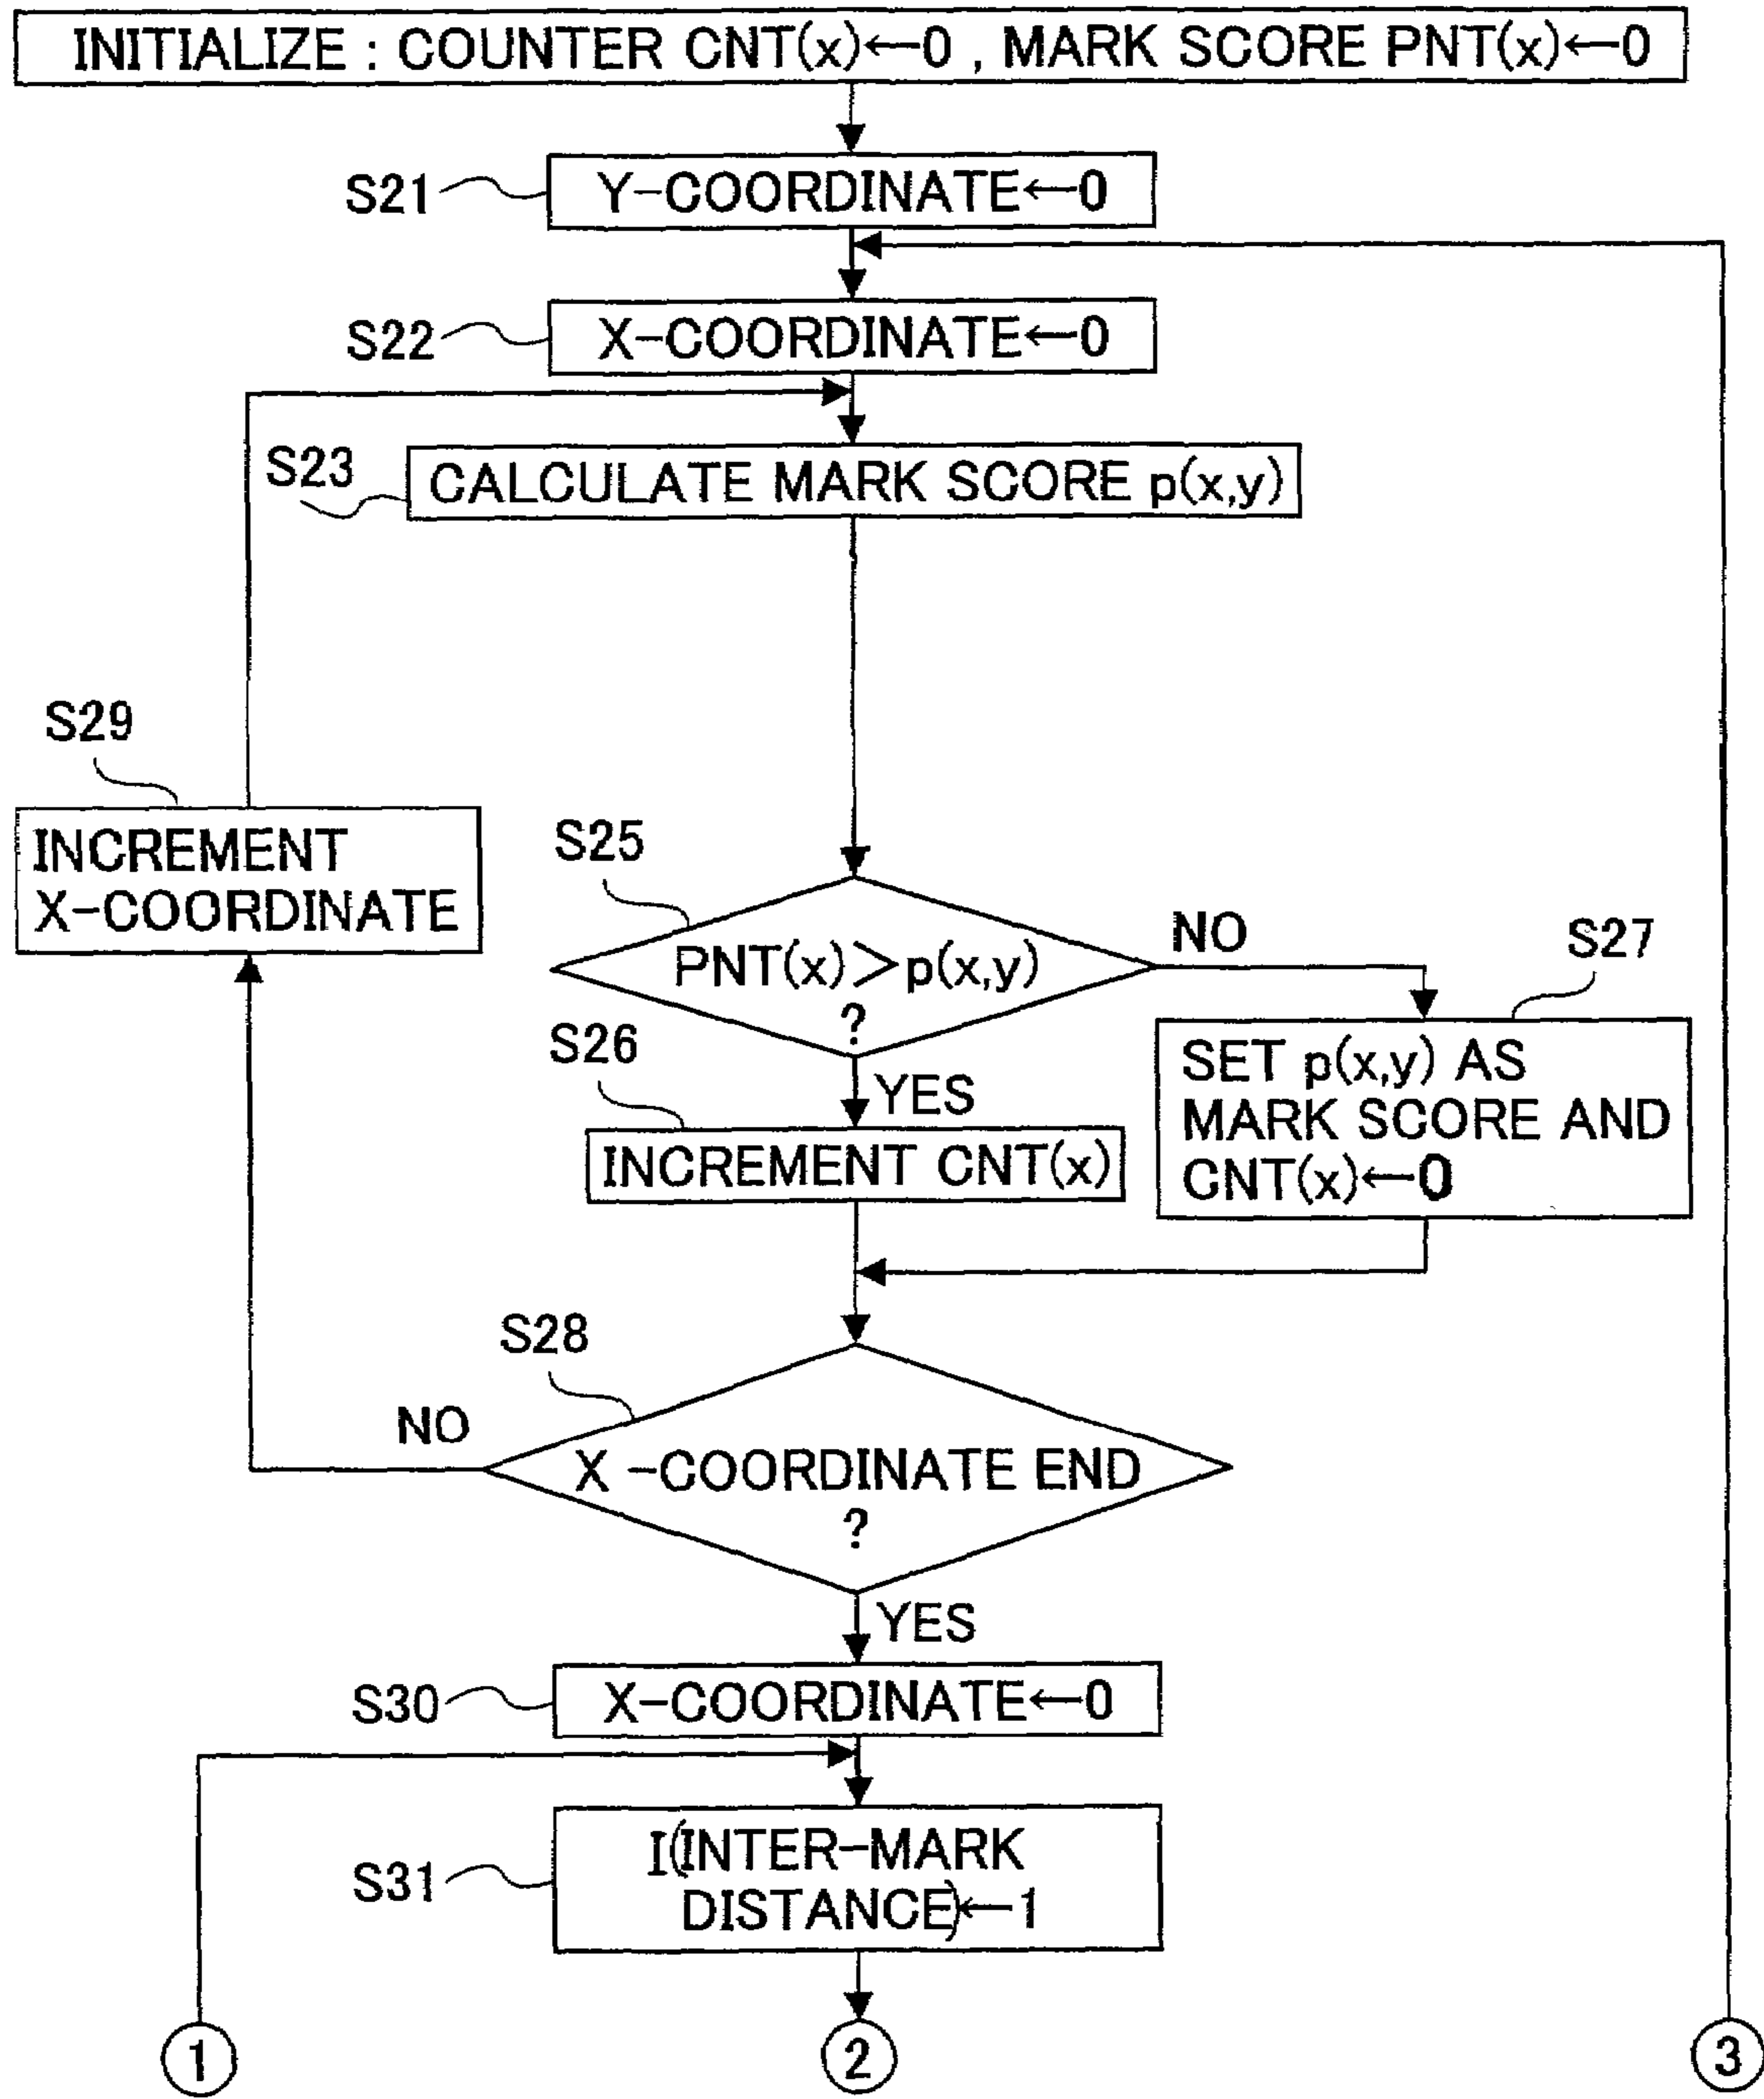 INITIALIZE : COUNTER CNT(x)←0 , MARK SCORE PNT(x)←0
S21
Y-COORDINATE←0
S22
X-COORDINATE←0
S23
CALCULATE MARK SCORE p(x,y)
S29
INCREMENT
X-COORDINATE
S25
PNT(x)>p(x,y)
?
NO
S27
SET p(x,y) AS
MARK SCORE AND
CNT(x)←0
S26
YES
INCREMENT CNT(x)
S28
NO
X -COORDINATE END
?
YES
S30
X-COORDINATE←0
S31
I(INTER-MARK
DISTANCE)←1
1
2
3